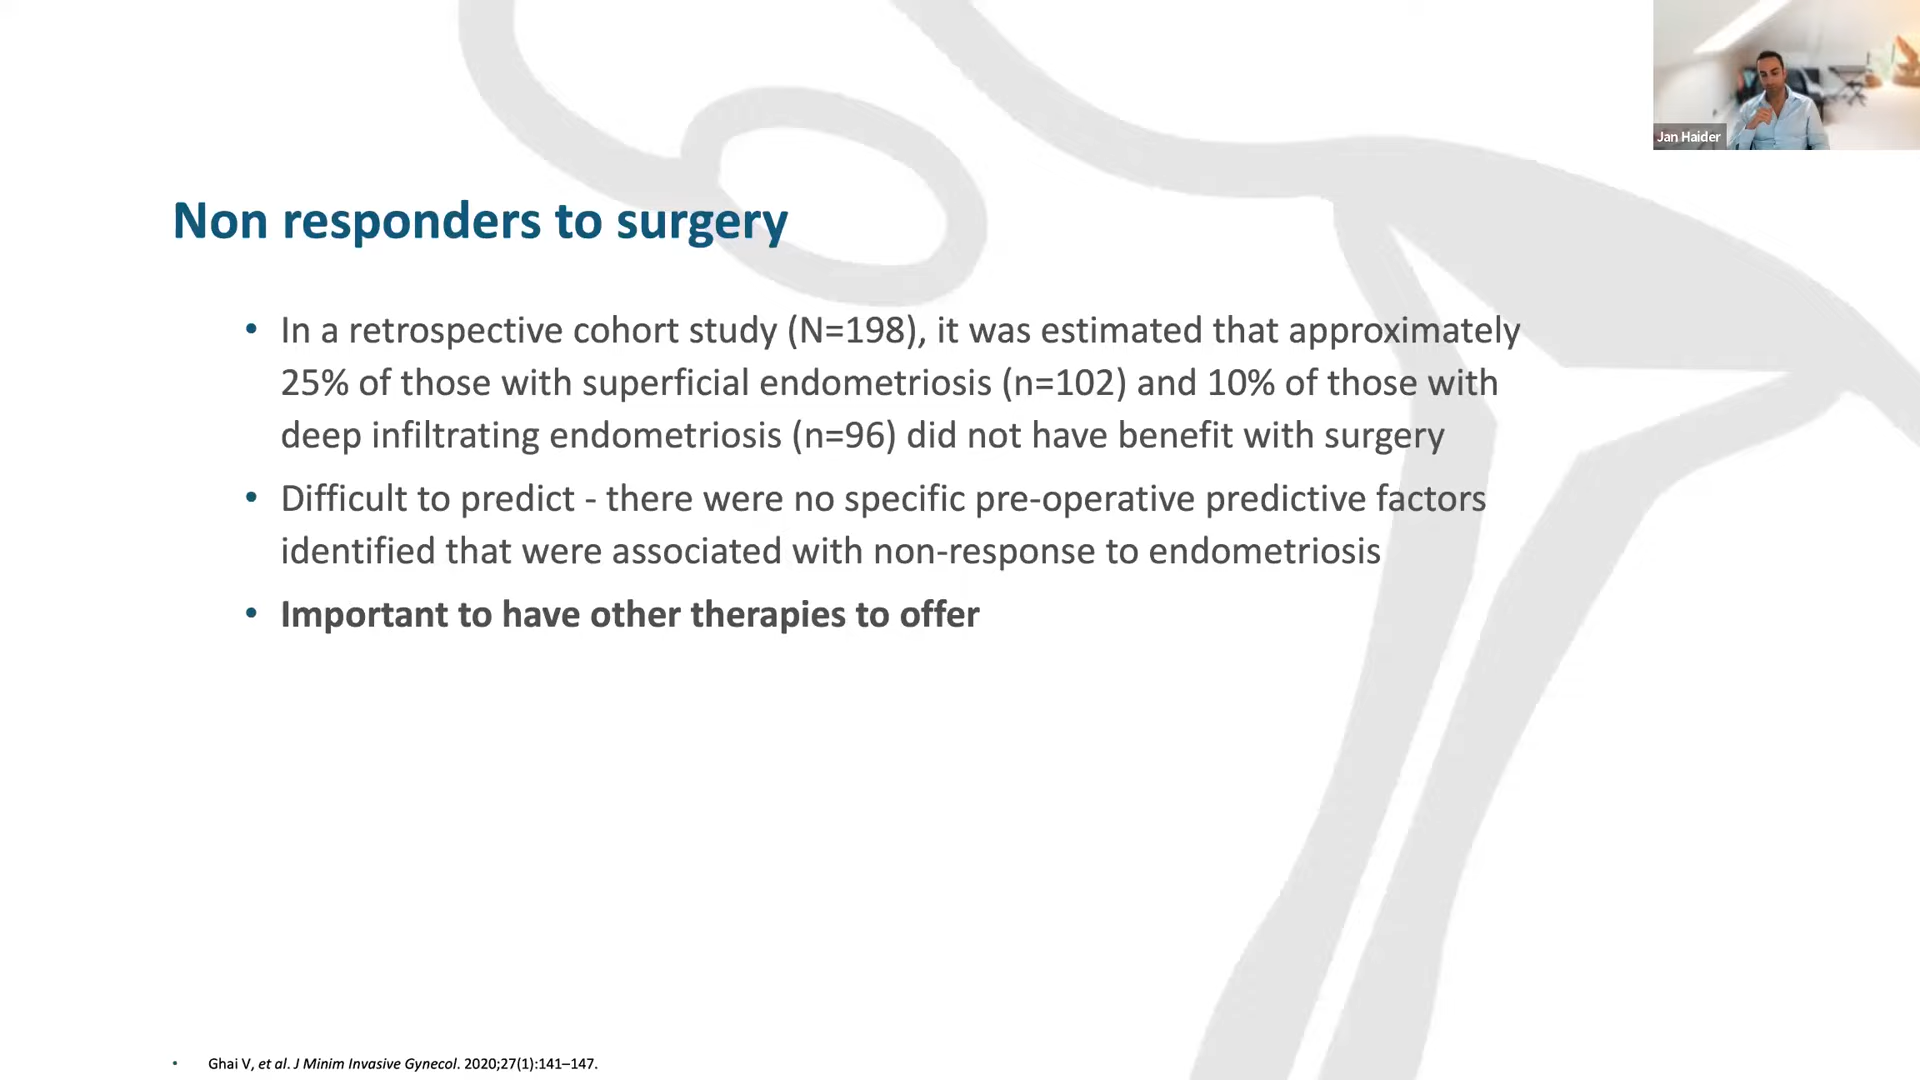 Jan Haider
Non responders to surgery
• In a retrospective cohort study (N=198), it was estimated that approximately
25% of those with superficial endometriosis (n=102) and 10% of those with
deep infiltrating endometriosis (n=96) did not have benefit with surgery
• Difficult to predict - there were no specific pre-operative predictive factors
identified that were associated with non-response to endometriosis
• Important to have other therapies to offer
• Ghai V, et al. J Minim Invasive Gynecol. 2020;27(1):141–147.